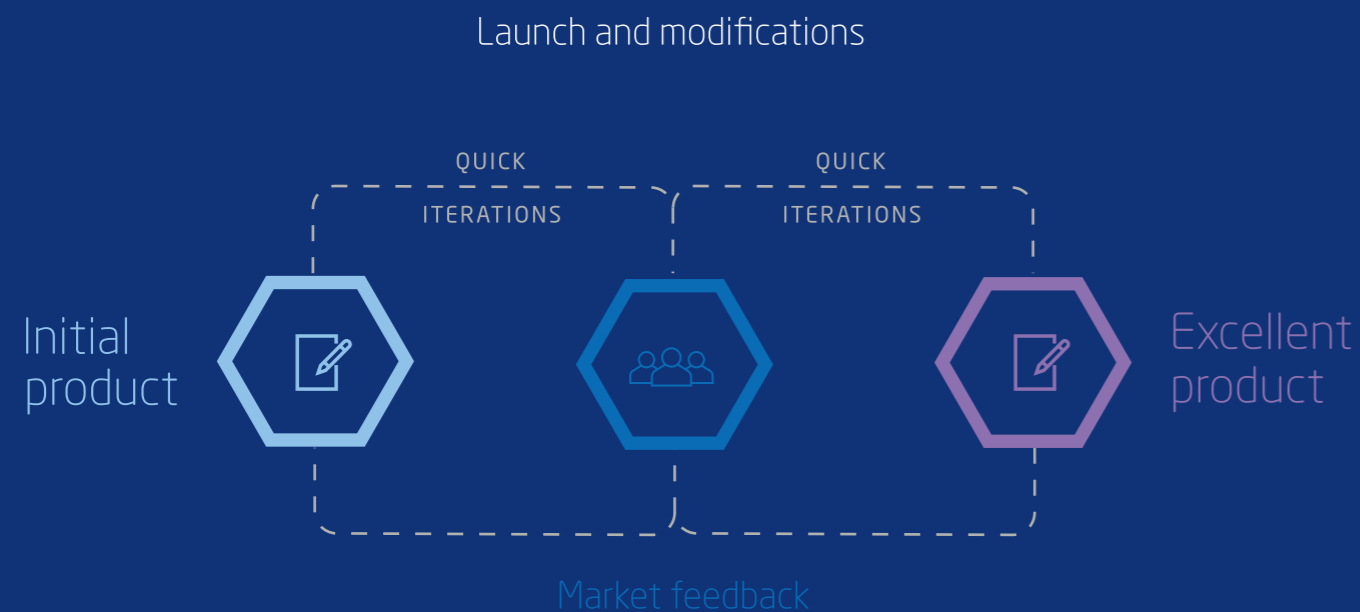 Launch and modifications
QUICK
ITERATIONS
QUICK
ITERATIONS
Initial
product
Excellent
product
Market feedback